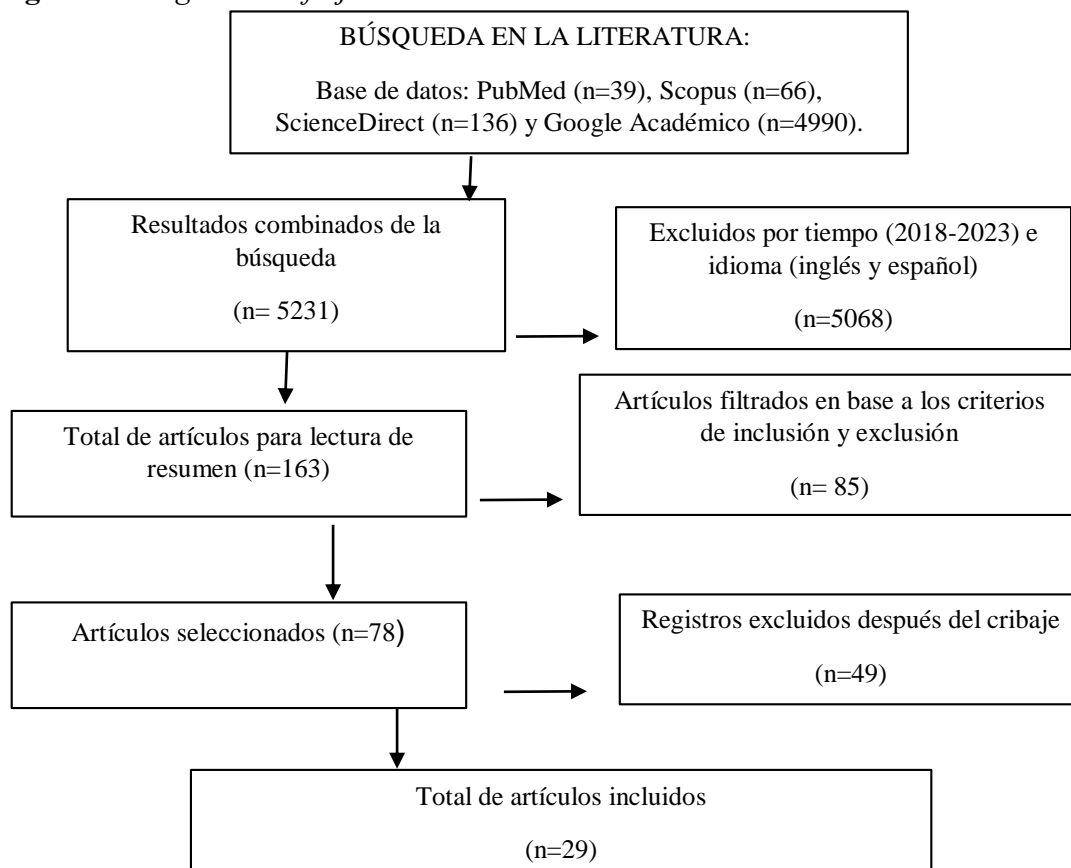 BÚSQUEDA EN LA LITERATURA:
Base de datos: PubMed (n=39), Scopus (n=66),
ScienceDirect (n=136) y Google Académico (n=4990).
Resultados combinados de la
búsqueda
(n= 5231)
Excluidos por tiempo (2018-2023) e
idioma (inglés y español)
(n=5068)
Total de artículos para lectura de
resumen (n=163)
Artículos filtrados en base a los criterios
de inclusión y exclusión
(n= 85)
Artículos seleccionados (n=78)
Registros excluidos después del cribaje
(n=49)
Total de artículos incluidos
(n=29)